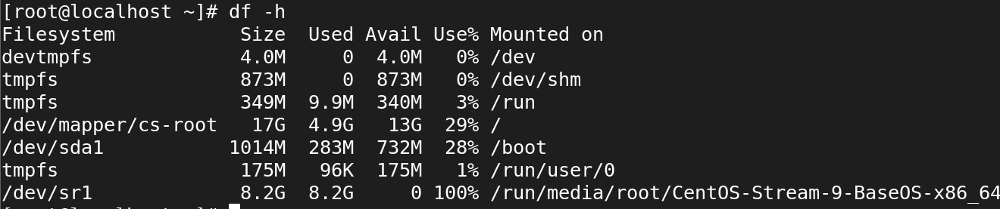 [root@localhost ~]# df -h
Filesystem           Size  Used Avail Use% Mounted on
devtmpfs             4.0M     0  4.0M   0% /dev
tmpfs                873M     0  873M   0% /dev/shm
tmpfs                349M  9.9M  340M   3% /run
/dev/mapper/cs-root   17G  4.9G   13G  29% /
/dev/sda1           1014M  283M  732M  28% /boot
tmpfs                175M   96K  175M   1% /run/user/0
/dev/sr1             8.2G  8.2G     0 100% /run/media/root/CentOS-Stream-9-BaseOS-x86_64